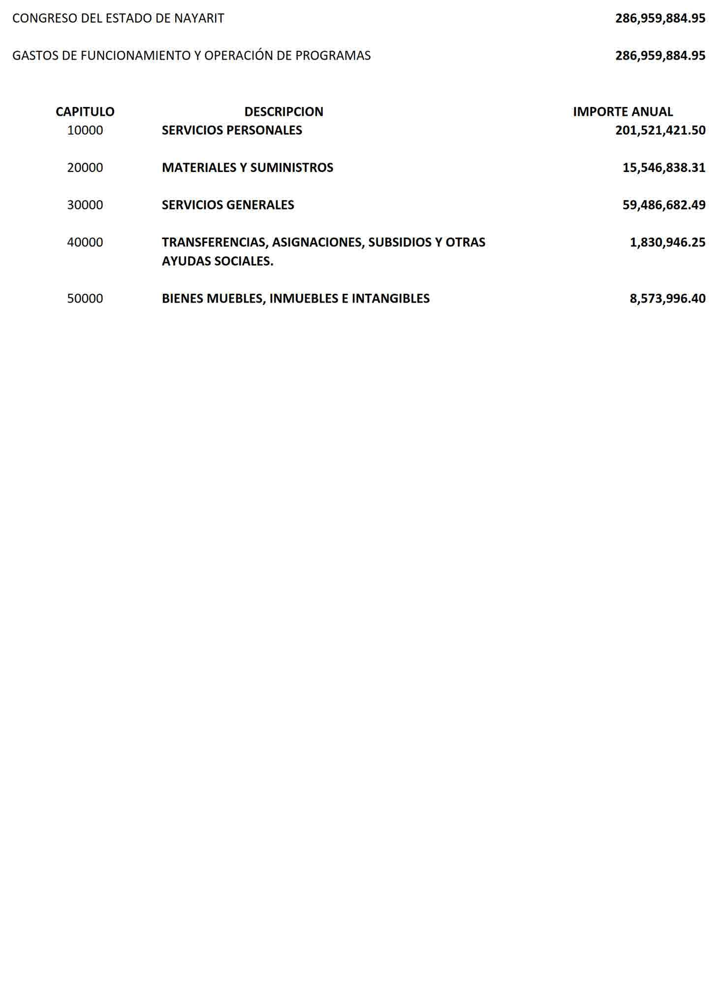 CONGRESO DEL ESTADO DE NAYARIT 286,959,884.95
GASTOS DE FUNCIONAMIENTO Y OPERACIÓN DE PROGRAMAS 286,959,884.95
CAPITULO DESCRIPCION IMPORTE ANUAL
10000 SERVICIOS PERSONALES 201,521,421.50
20000 MATERIALES Y SUMINISTROS 15,546,838.31
30000 SERVICIOS GENERALES 59,486,682.49
40000 TRANSFERENCIAS, ASIGNACIONES, SUBSIDIOS Y OTRAS 1,830,946.25
AYUDAS SOCIALES.
50000 BIENES MUEBLES, INMUEBLES E INTANGIBLES 8,573,996.40